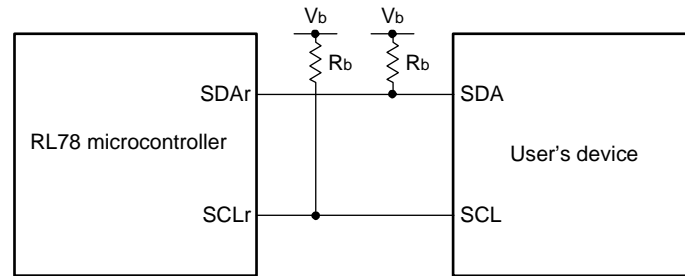 Vb Vb
Rb Rb
SDAr SDA
RL78 microcontroller
User's device
SCLr SCL